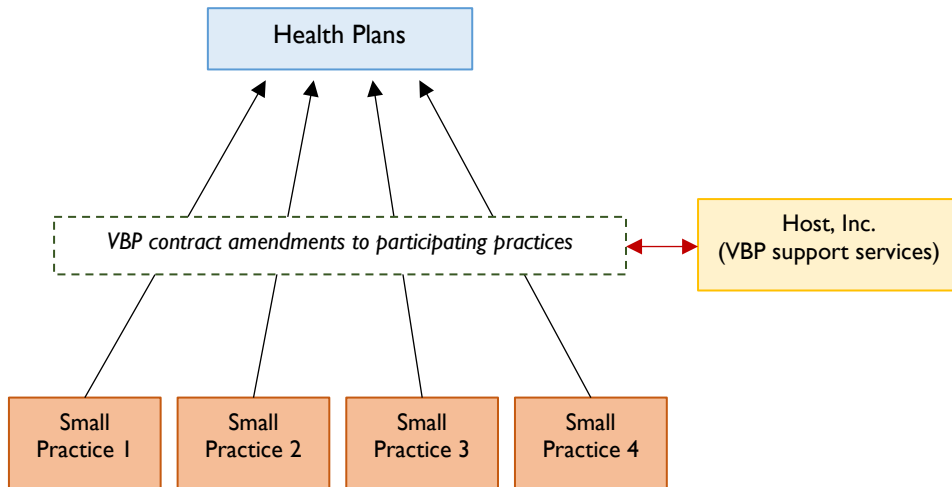 Health Plans
VBP contract amendments to participating practices
Host, Inc.
(VBP support services)
Small
Practice 1
Small
Practice 2
Small
Practice 3
Small
Practice 4